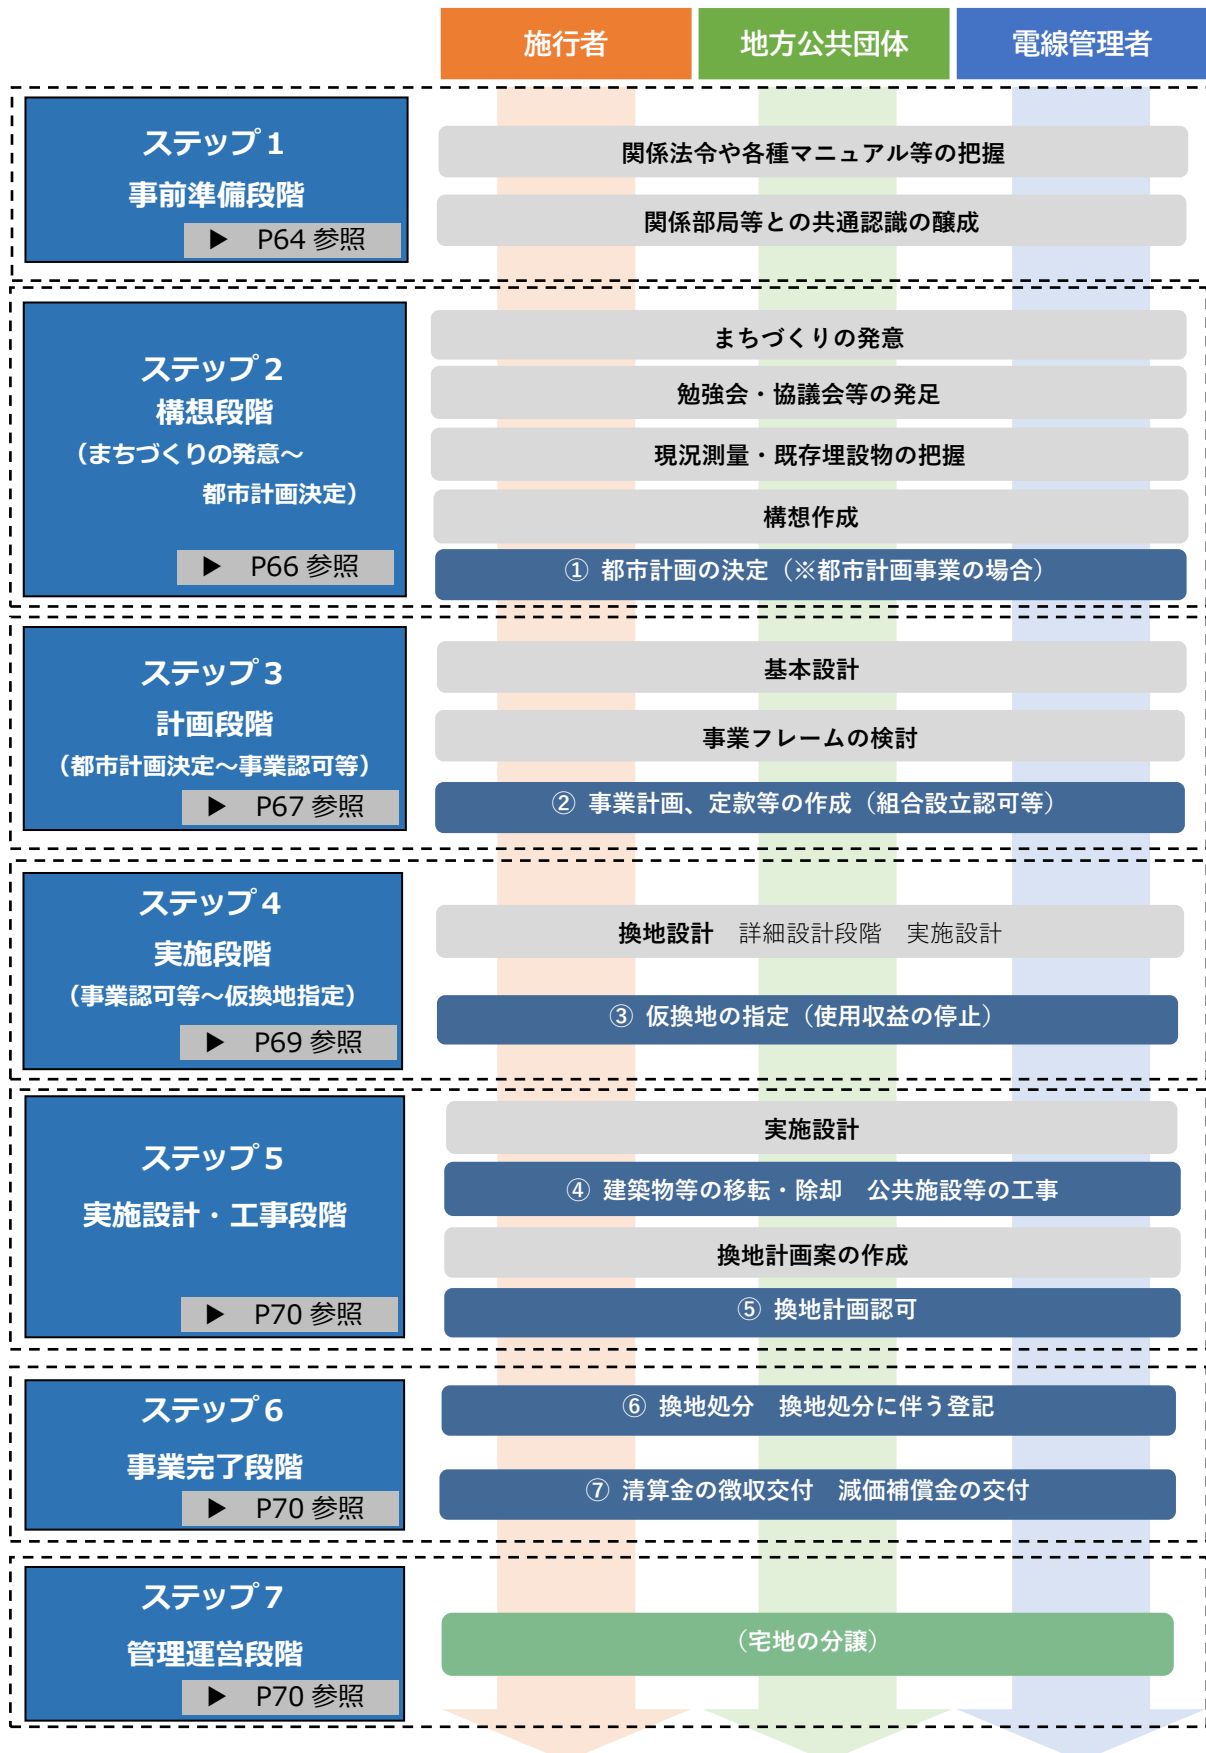 施行者
地方公共団体
電線管理者
ステップ1
事前準備段階
▶ P64 参照
関係法令や各種マニュアル等の把握
関係部局等との共通認識の醸成
ステップ2
構想段階
（まちづくりの発意～
都市計画決定）
▶ P66 参照
まちづくりの発意
勉強会・協議会等の発足
現況測量・既存埋設物の把握
構想作成
① 都市計画の決定（※都市計画事業の場合）
ステップ3
計画段階
（都市計画決定～事業認可等）
▶ P67 参照
基本設計
事業フレームの検討
② 事業計画、定款等の作成（組合設立認可等）
ステップ4
実施段階
（事業認可等～仮換地指定）
▶ P69 参照
換地設計　詳細設計段階　実施設計
③ 仮換地の指定（使用収益の停止）
ステップ5
実施設計・工事段階
▶ P70 参照
実施設計
④ 建築物等の移転・除却　公共施設等の工事
換地計画案の作成
⑤ 換地計画認可
ステップ6
事業完了段階
▶ P70 参照
⑥ 換地処分　換地処分に伴う登記
⑦ 清算金の徴収交付　減価補償金の交付
ステップ7
管理運営段階
▶ P70 参照
（宅地の分譲）